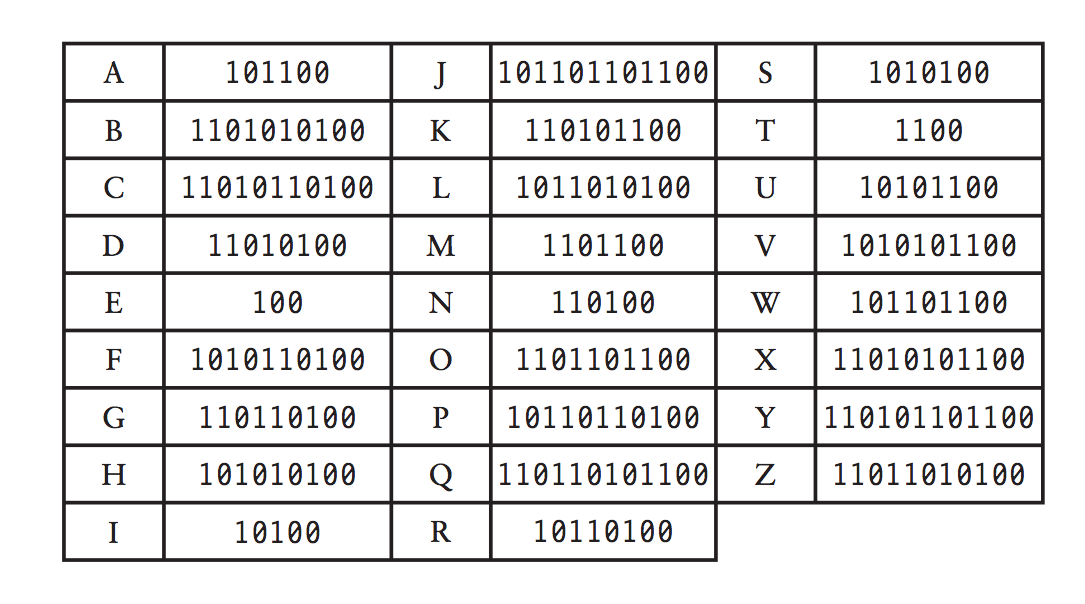 A 101100 J 101101101100 S 1010100
B 1101010100 K 110101100 T 1100
C 11010110100 L 1011010100 U 10101100
D 11010100 M 1101100 V 1010101100
E 100 N 110100 W 101101100
F 1010110100 O 1101101100 X 11010101100
G 110110100 P 10110110100 Y 110101101100
H 101010100 Q 110110101100 Z 11011010100
I 10100 R 10110100